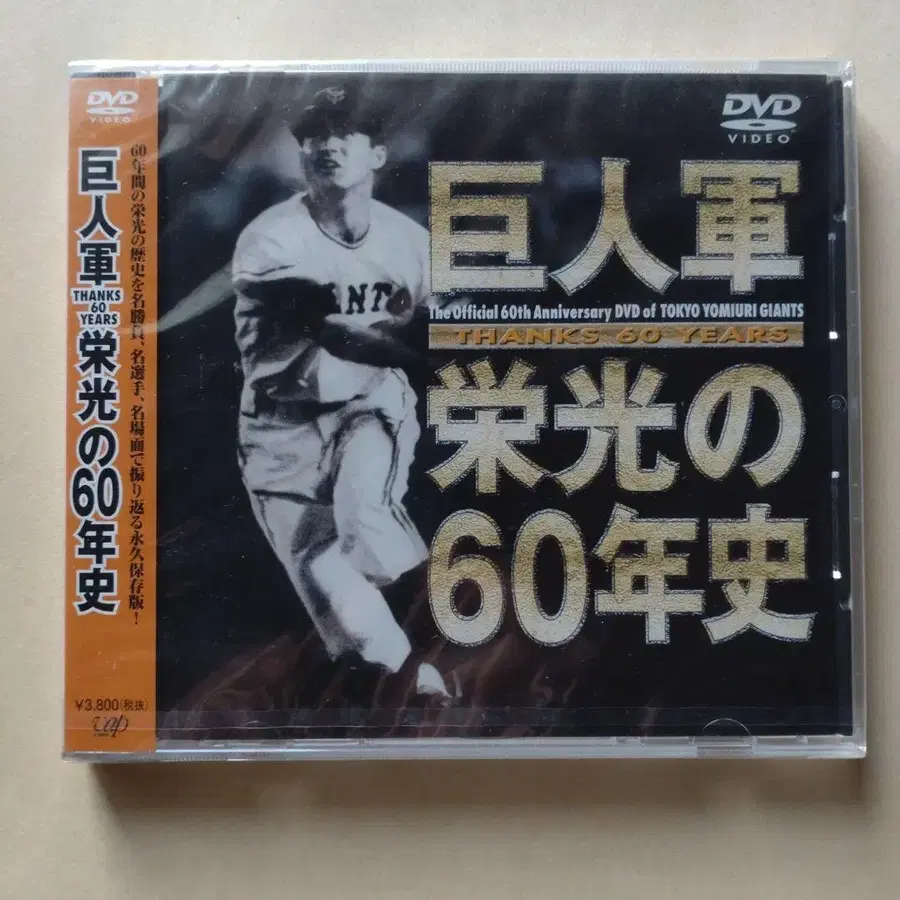 DVD
VIDEO
巨人軍
THANKS
60
YEARS
栄光の60年史
60年間の栄光の歴史を名勝負、名選手、名場面で振り返る永久保存版！
¥3,800(税抜)
vap
GIANT
DVD
VIDEO
巨人軍
The Official 60th Anniversary DVD of TOKYO YOMIURI GIANTS
THANKS 60 YEARS
栄光の
60年史